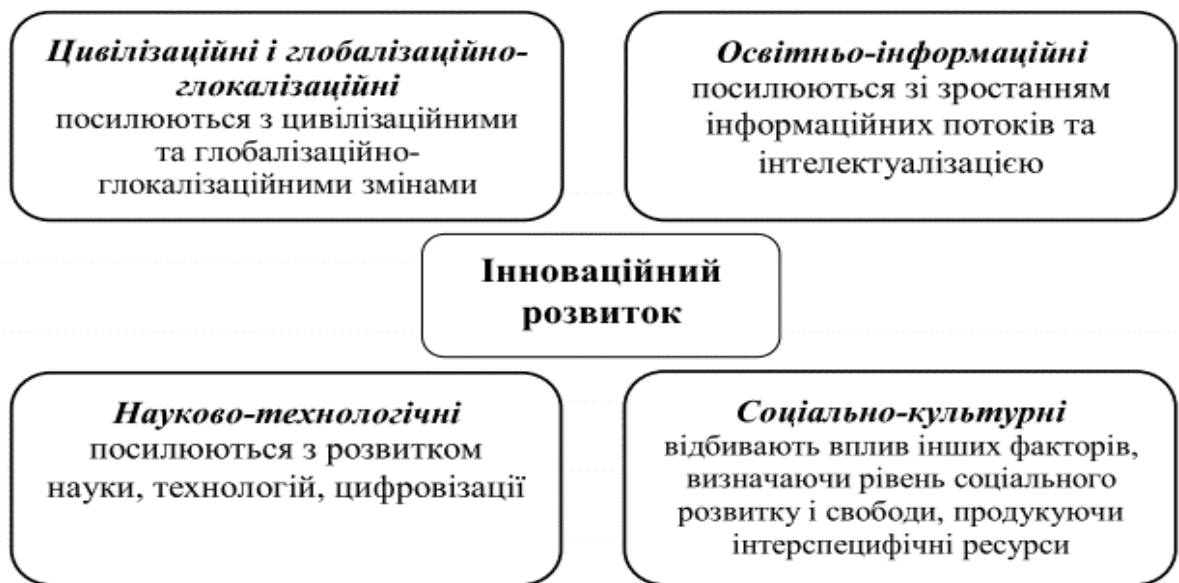 Цивілізаційні і глобалізаційно-
глокалізаційні
посилюються з цивілізаційними
та глобалізаційно-
глокалізаційними змінами
Освітньо-інформаційні
посилюються зі зростанням
інформаційних потоків та
інтелектуалізацією
Інноваційний
розвиток
Науково-технологічні
посилюються з розвитком
науки, технологій, цифровізації
Соціально-культурні
відбивають вплив інших факторів,
визначаючи рівень соціального
розвитку і свободи, продукуючи
інтерспецифічні ресурси